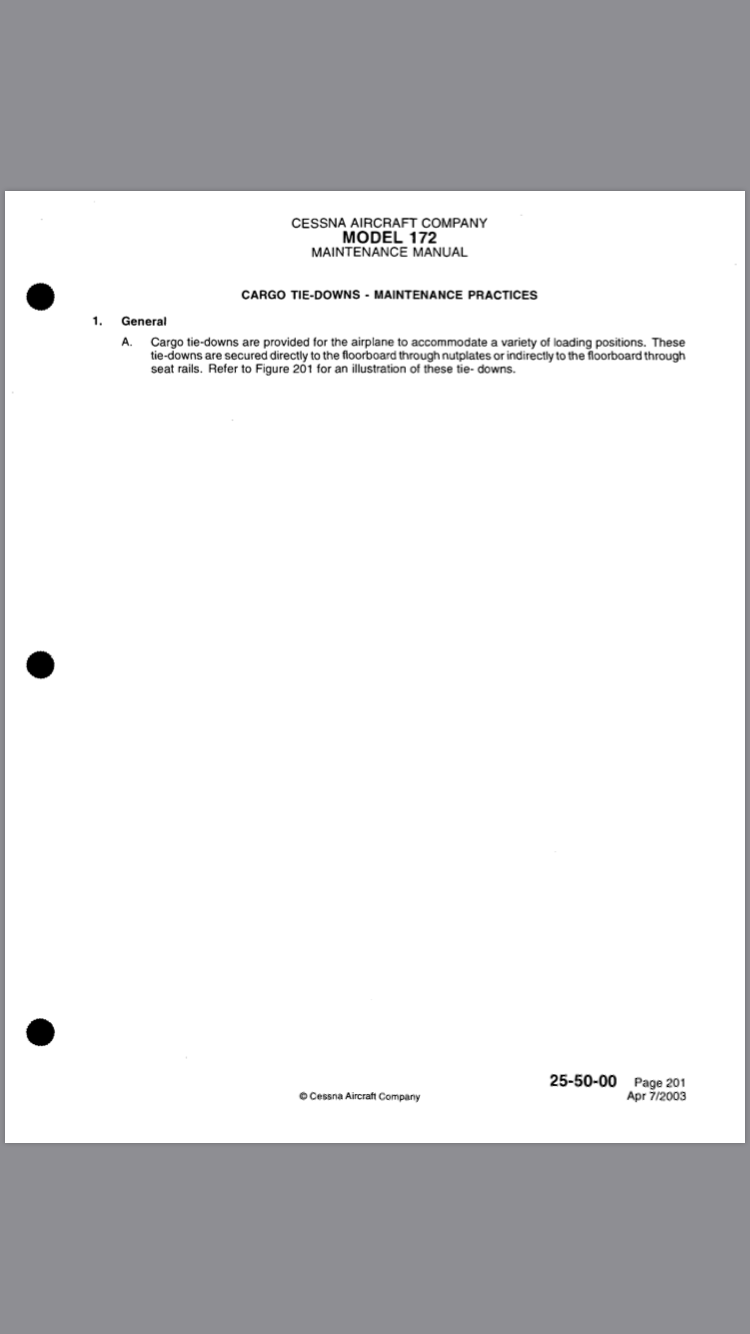 CESSNA AIRCRAFT COMPANY
MODEL 172
MAINTENANCE MANUAL
CARGO TIE-DOWNS - MAINTENANCE PRACTICES
1. General
A. Cargo tie-downs are provided for the airplane to accommodate a variety of loading positions. These
tie-downs are secured directly to the floorboard through nutplates or indirectly to the floorboard through
seat rails. Refer to Figure 201 for an illustration of these tie- downs.
25-50-00 Page 201
Apr 7/2003
© Cessna Aircraft Company